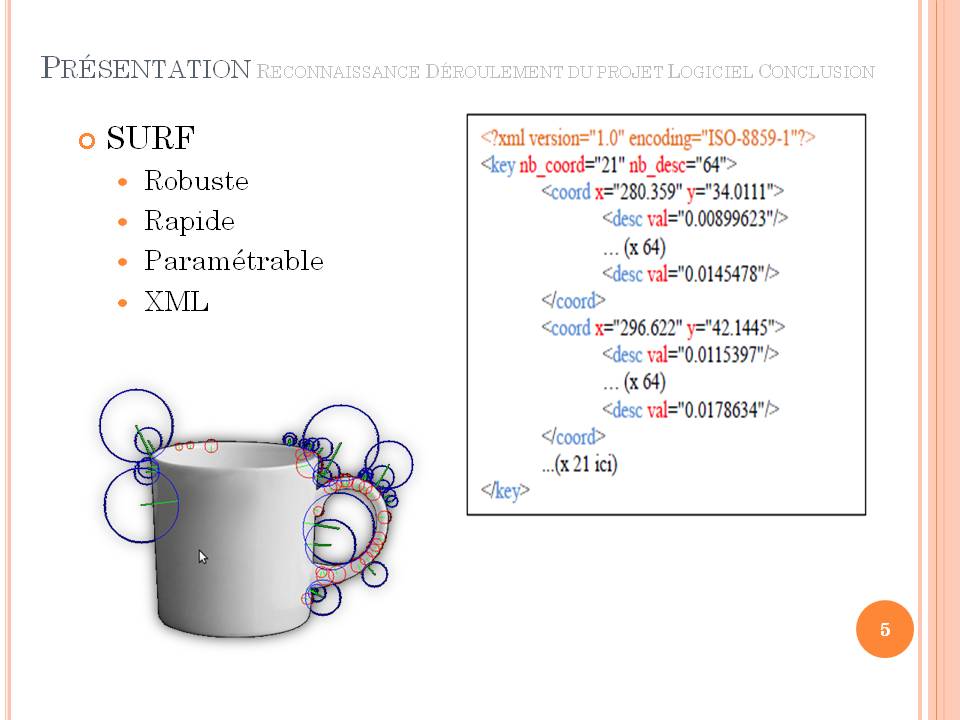 PRÉSENTATION RECONNAISSANCE DÉROULEMENT DU PROJET LOGICIEL CONCLUSION
SURF
Robuste
Rapide
Paramétrable
XML
<?xml version="1.0" encoding="ISO-8859-1"?>
<key nb_coord="21" nb_desc="64">
<coord x="280.359" y="34.0111">
<desc val="0.00899623"/>
... (x 64)
<desc val="0.0145478"/>
</coord>
<coord x="296.622" y="42.1445">
<desc val="0.0115397"/>
... (x 64)
<desc val="0.0178634"/>
</coord>
...(x 21 ici)
</key>
5